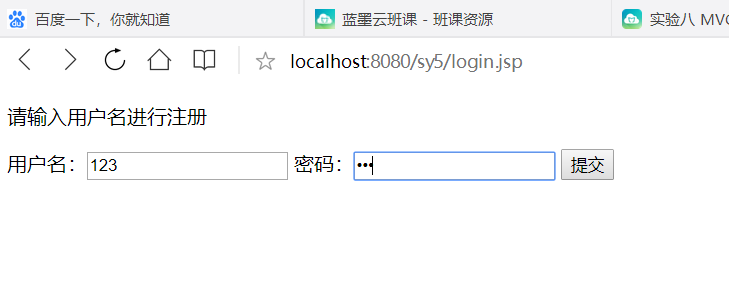 百度一下，你就知道 蓝墨云班课 - 班课资源 实验八 MVC
localhost:8080/sy5/login.jsp
请输入用户名进行注册
用户名：123 密码：••• 提交